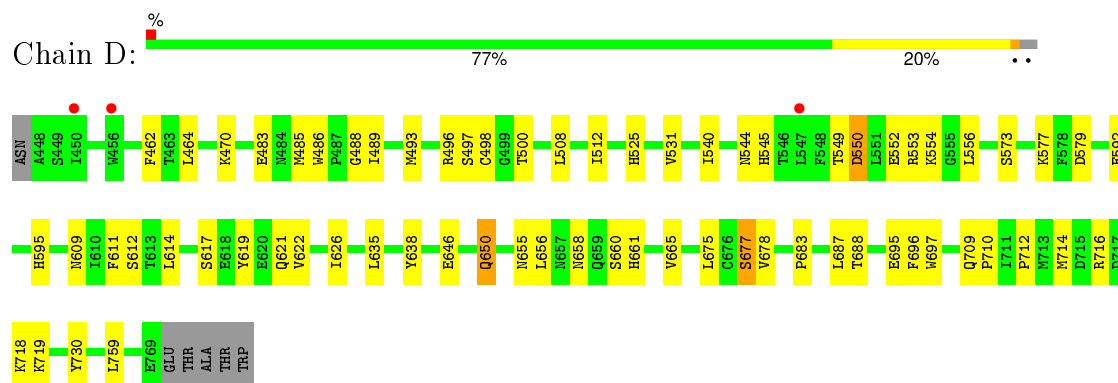 %
Chain D:
77% 20% • •
ASN A448 S449 I450 W456 F462 T463 L464 K470 E483 N484 M485 W486 P487 G488 I489 M493 R496 S497 C498 G499 T500 L508 I512 H525 V531 I540 N544 H545 T546 L547 F548 T549 D550 L551 E552 R553 K554 G555 L556 S573 K577 F578 D579
H595 N609 I610 F611 S612 T613 L614 S617 E618 Y619 E620 Q621 V622 I626 L635 Y638 E646 Q650 N655 L656 N657 N658 Q659 S660 H661 V665 L675 C676 S677 V678 P683 L687 T688 E695 F696 W697 Q709 P710 I711 P712 M713 M714 D715 R716 D717
K718 K719 Y730 L759 E769 GLU THR ALA THR TRP